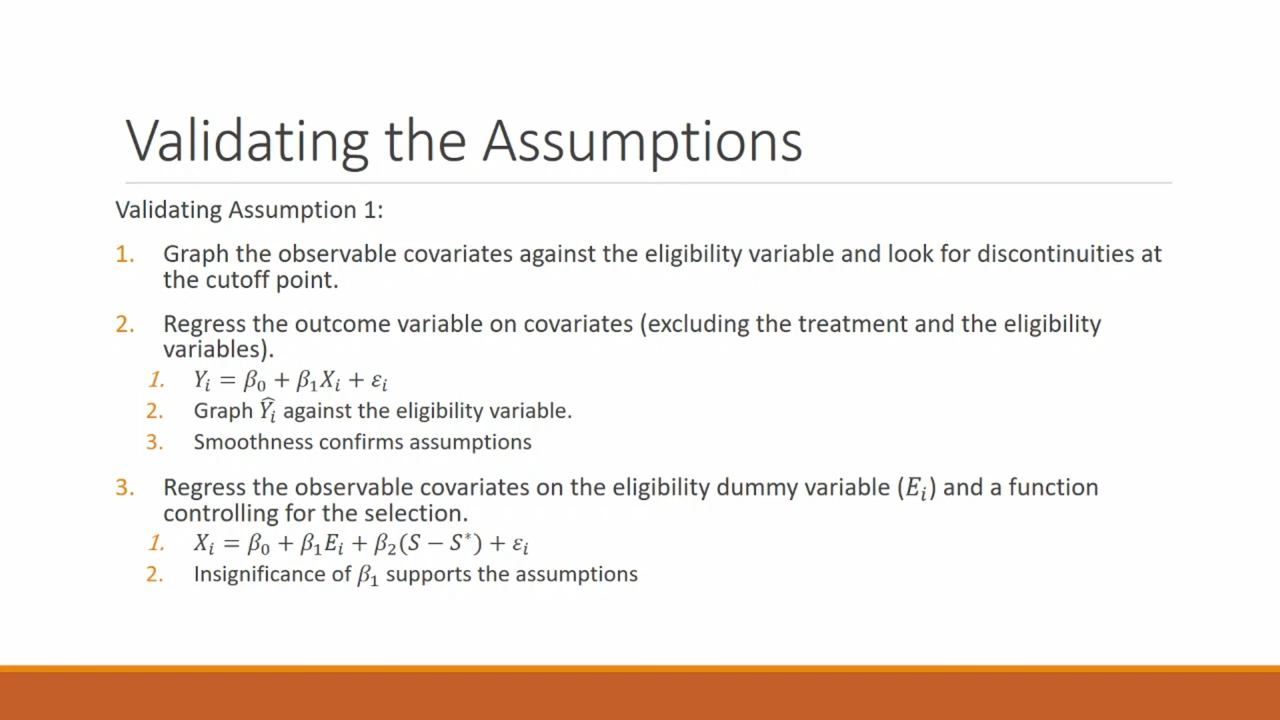 Validating the Assumptions
Validating Assumption 1:
1. Graph the observable covariates against the eligibility variable and look for discontinuities at
the cutoff point.
2. Regress the outcome variable on covariates (excluding the treatment and the eligibility
variables).
1. Yᵢ = β₀ + β₁Xᵢ + εᵢ
2. Graph Ŷᵢ against the eligibility variable.
3. Smoothness confirms assumptions
3. Regress the observable covariates on the eligibility dummy variable (Eᵢ) and a function
controlling for the selection.
1. Xᵢ = β₀ + β₁Eᵢ + β₂(S − S*) + εᵢ
2. Insignificance of β₁ supports the assumptions